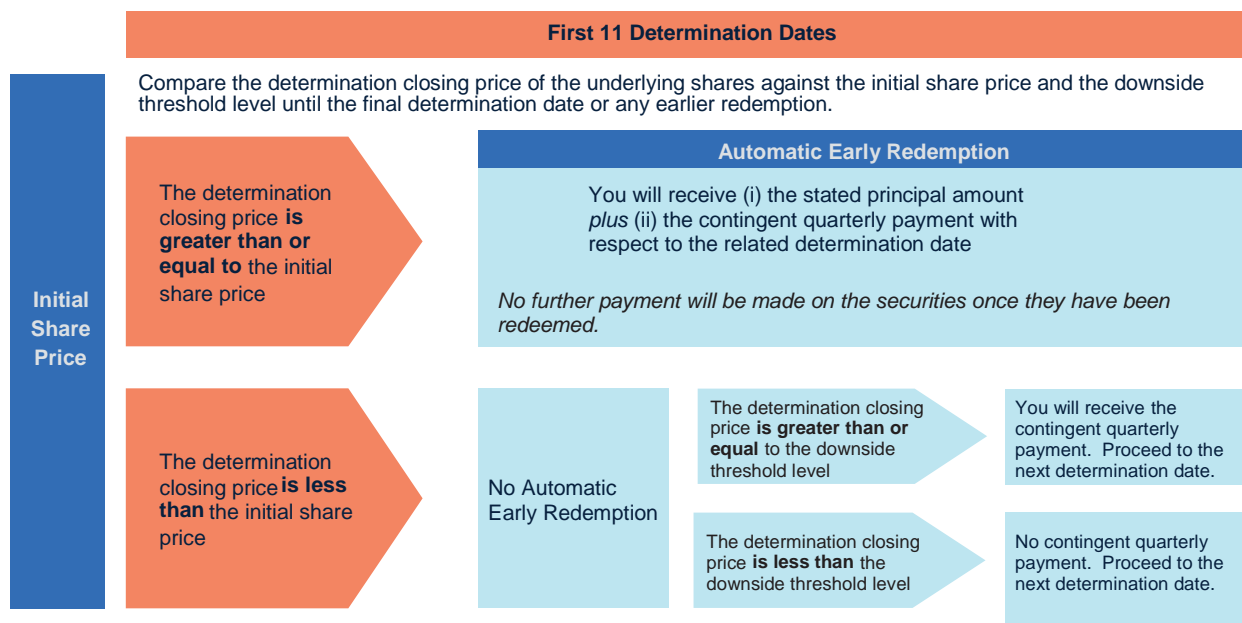 First 11 Determination Dates
Compare the determination closing price of the underlying shares against the initial share price and the downside
threshold level until the final determination date or any earlier redemption.
Initial
Share
Price
The determination
closing price is
greater than or
equal to the initial
share price
Automatic Early Redemption
You will receive (i) the stated principal amount
plus (ii) the contingent quarterly payment with
respect to the related determination date
No further payment will be made on the securities once they have been
redeemed.
The determination
closing price is less
than the initial share
price
No Automatic
Early Redemption
The determination closing
price is greater than or
equal to the downside
threshold level
You will receive the
contingent quarterly
payment.  Proceed to the
next determination date.
The determination closing
price is less than the
downside threshold level
No contingent quarterly
payment.  Proceed to the
next determination date.